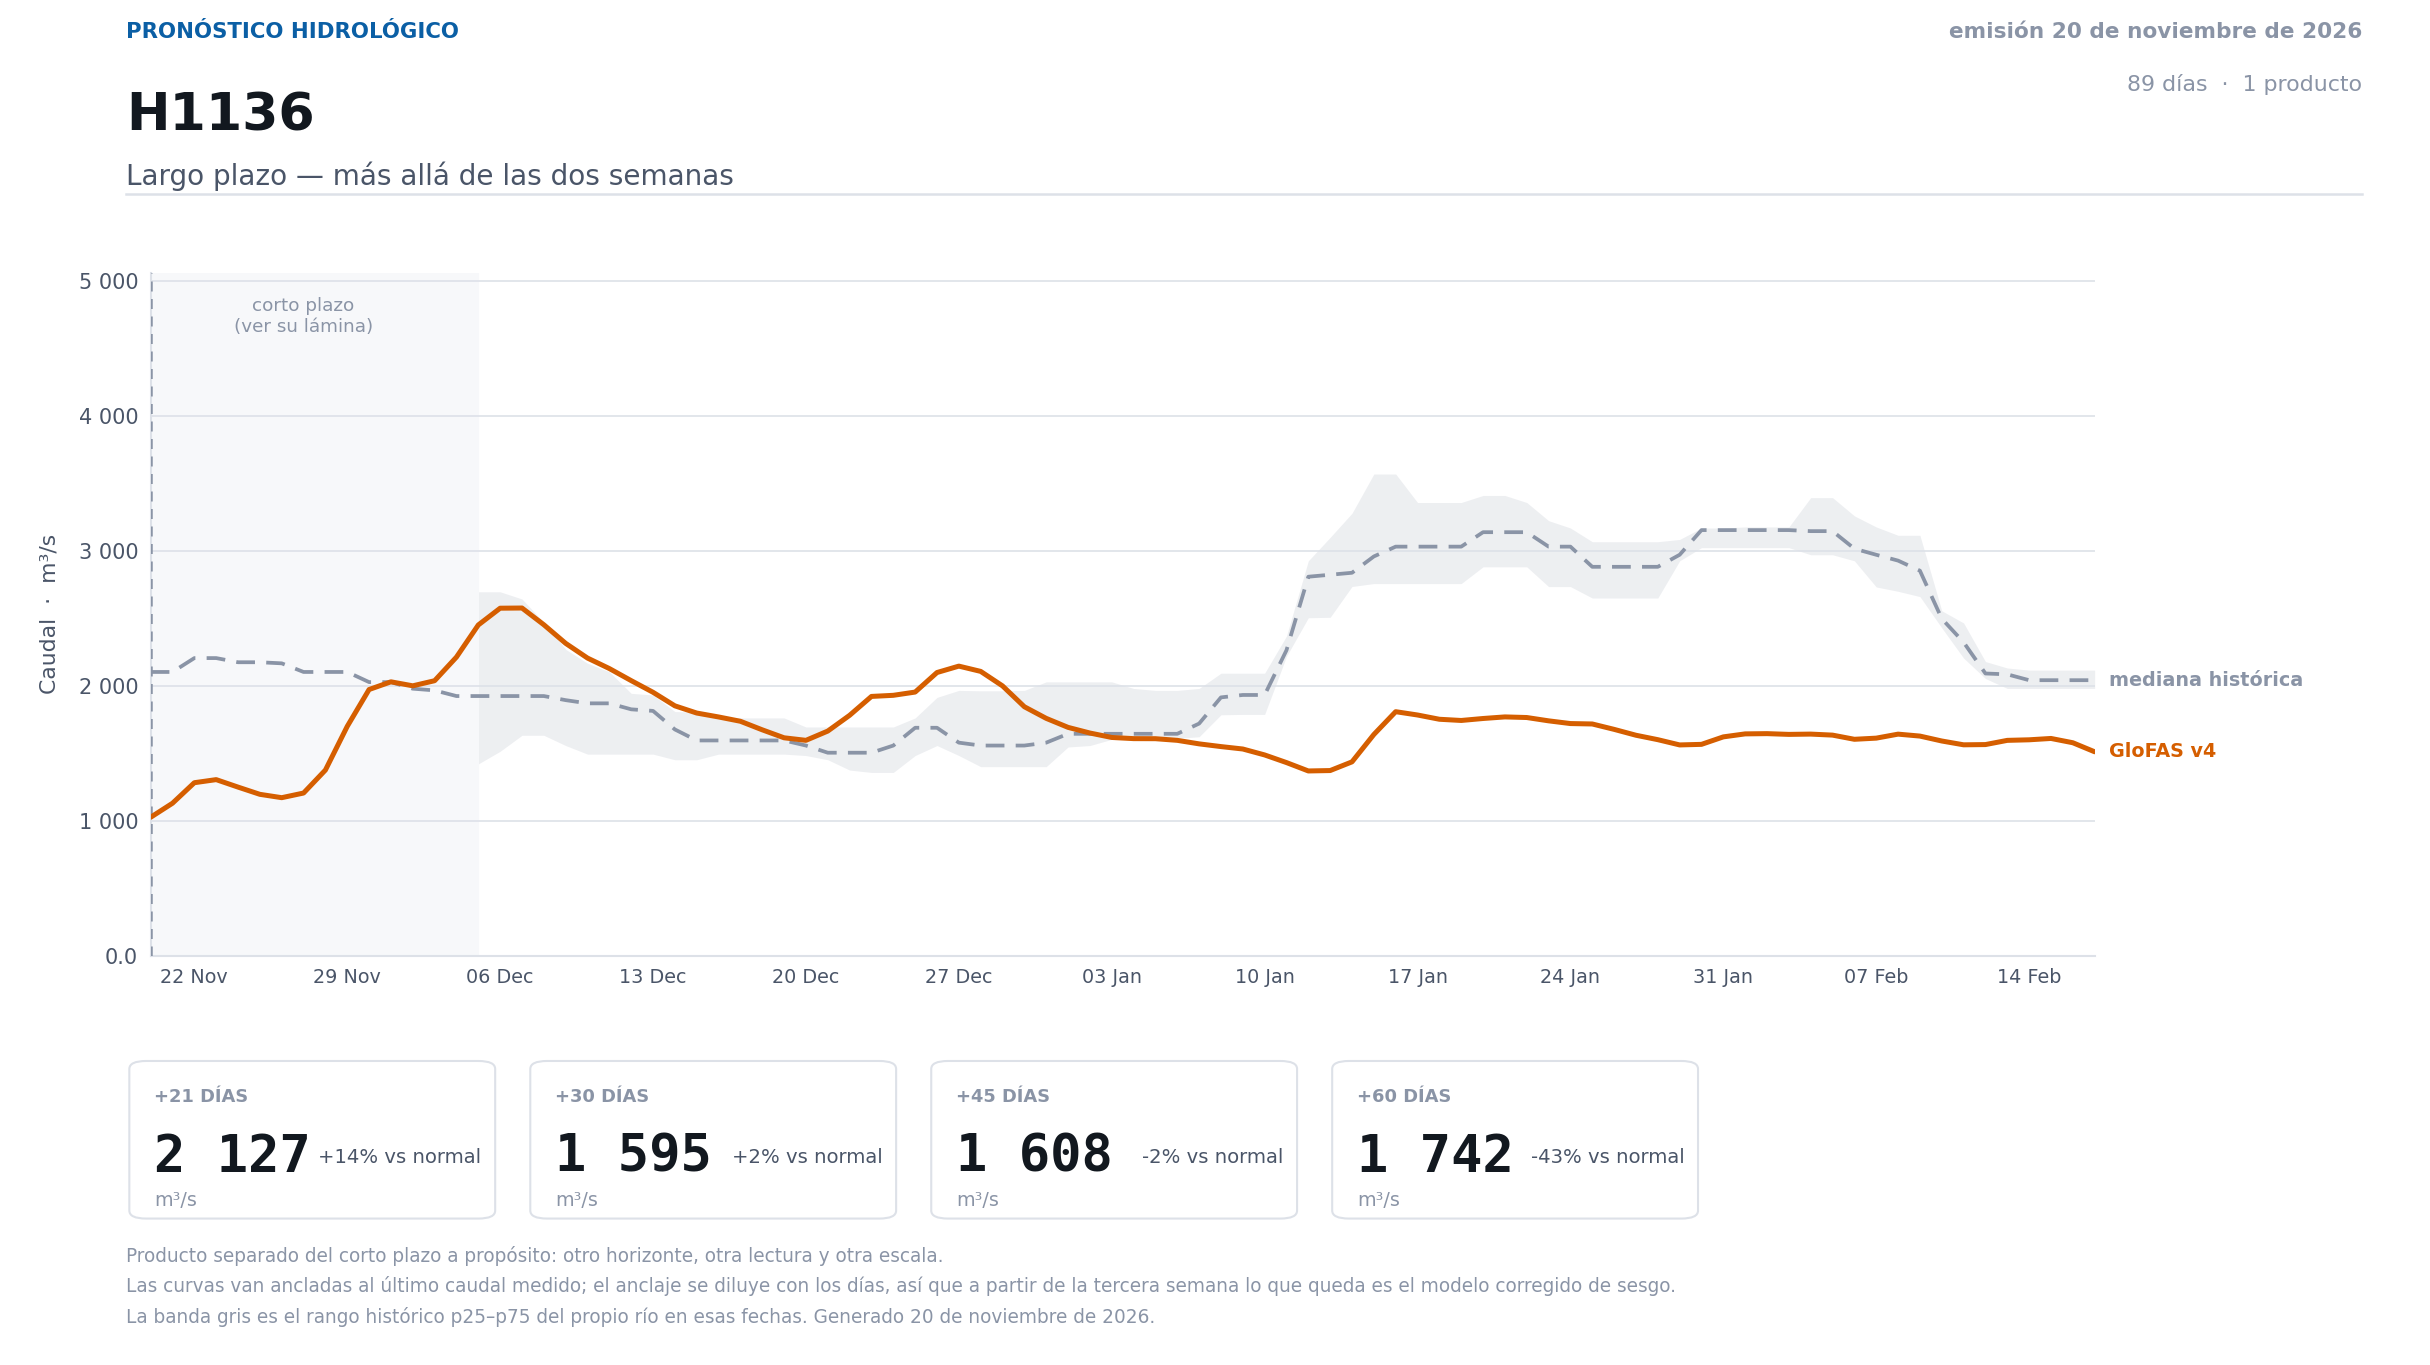 PRONÓSTICO HIDROLÓGICO
emisión 20 de noviembre de 2026
89 días · 1 producto
H1136
Largo plazo — más allá de las dos semanas
corto plazo
(ver su lámina)
Caudal · m³/s
5 000
4 000
3 000
2 000
1 000
0.0
mediana histórica
GloFAS v4
22 Nov
29 Nov
06 Dec
13 Dec
20 Dec
27 Dec
03 Jan
10 Jan
17 Jan
24 Jan
31 Jan
07 Feb
14 Feb
+21 DÍAS
2 127 +14% vs normal
m³/s
+30 DÍAS
1 595 +2% vs normal
m³/s
+45 DÍAS
1 608 -2% vs normal
m³/s
+60 DÍAS
1 742 -43% vs normal
m³/s
Producto separado del corto plazo a propósito: otro horizonte, otra lectura y otra escala.
Las curvas van ancladas al último caudal medido; el anclaje se diluye con los días, así que a partir de la tercera semana lo que queda es el modelo corregido de sesgo.
La banda gris es el rango histórico p25–p75 del propio río en esas fechas. Generado 20 de noviembre de 2026.